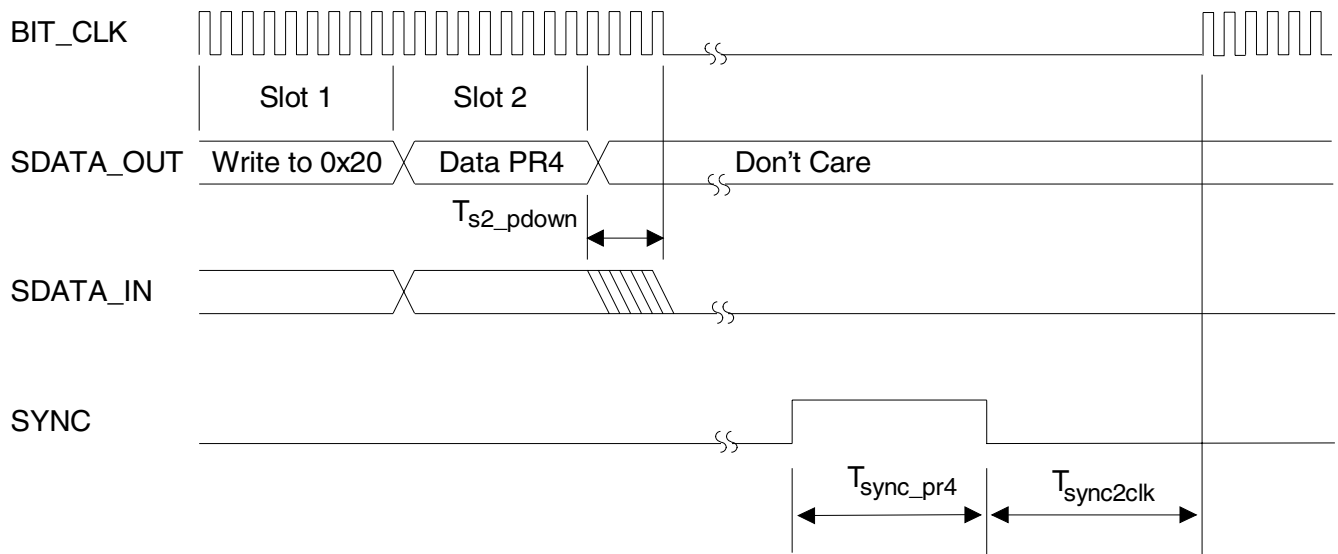 BIT_CLK
Slot 1 Slot 2
SDATA_OUT Write to 0x20 Data PR4 Don't Care
Ts2_pdown
SDATA_IN
SYNC
Tsync_pr4 Tsync2clk